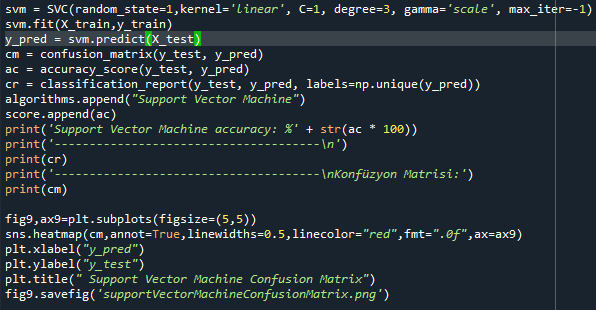 svm = SVC(random_state=1,kernel='linear', C=1, degree=3, gamma='scale', max_iter=-1)
svm.fit(X_train,y_train)
y_pred = svm.predict(X_test)
cm = confusion_matrix(y_test, y_pred)
ac = accuracy_score(y_test, y_pred)
cr = classification_report(y_test, y_pred, labels=np.unique(y_pred))
algorithms.append("Support Vector Machine")
score.append(ac)
print('Support Vector Machine accuracy: %' + str(ac * 100))
print('--------------------------------------\n')
print(cr)
print('--------------------------------------\nKonfüzyon Matrisi:')
print(cm)
fig9,ax9=plt.subplots(figsize=(5,5))
sns.heatmap(cm,annot=True,linewidths=0.5,linecolor="red",fmt=".0f",ax=ax9)
plt.xlabel("y_pred")
plt.ylabel("y_test")
plt.title(" Support Vector Machine Confusion Matrix")
fig9.savefig('supportVectorMachineConfusionMatrix.png')